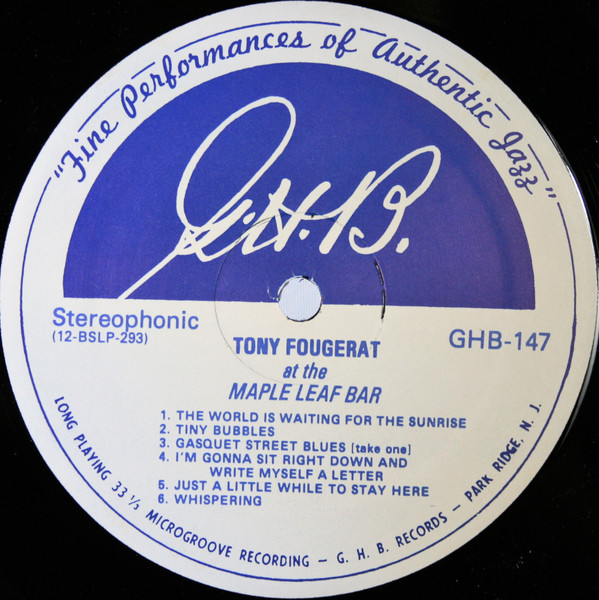 "Fine Performances of Authentic Jazz"
G.H.B.
Stereophonic
(12-BSLP-293)
GHB-147
TONY FOUGERAT
at the
MAPLE LEAF BAR
1. THE WORLD IS WAITING FOR THE SUNRISE
2. TINY BUBBLES
3. GASQUET STREET BLUES [take one]
4. I'M GONNA SIT RIGHT DOWN AND
WRITE MYSELF A LETTER
5. JUST A LITTLE WHILE TO STAY HERE
6. WHISPERING
LONG PLAYING 33 1/3 MICROGROOVE RECORDING – G. H. B. RECORDS – PARK RIDGE, N. J.